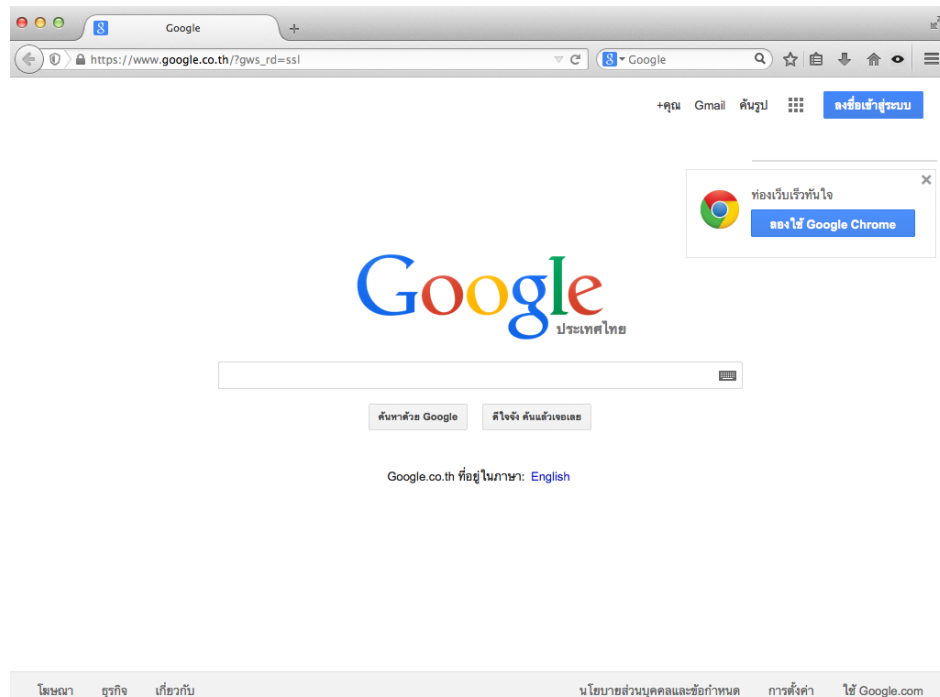 Google
https://www.google.co.th/?gws_rd=ssl
Google
+คุณ Gmail ค้นรูป ลงชื่อเข้าสู่ระบบ
ท่องเว็บเร็วทันใจ
ลองใช้ Google Chrome
Google
ประเทศไทย
ค้นหาด้วย Google ดีใจจัง ค้นแล้วเจอเลย
Google.co.th ที่อยู่ในภาษา: English
โฆษณา ธุรกิจ เกี่ยวกับ นโยบายส่วนบุคคลและข้อกำหนด การตั้งค่า ใช้ Google.com